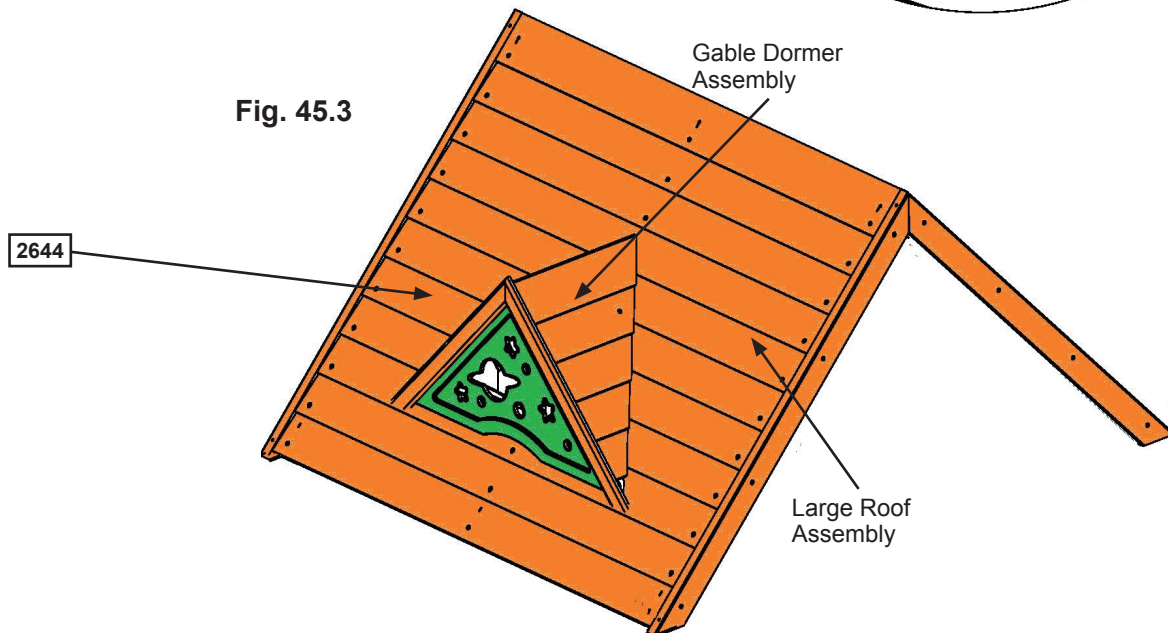 Gable Dormer
Assembly
Fig. 45.3
2644
Large Roof
Assembly